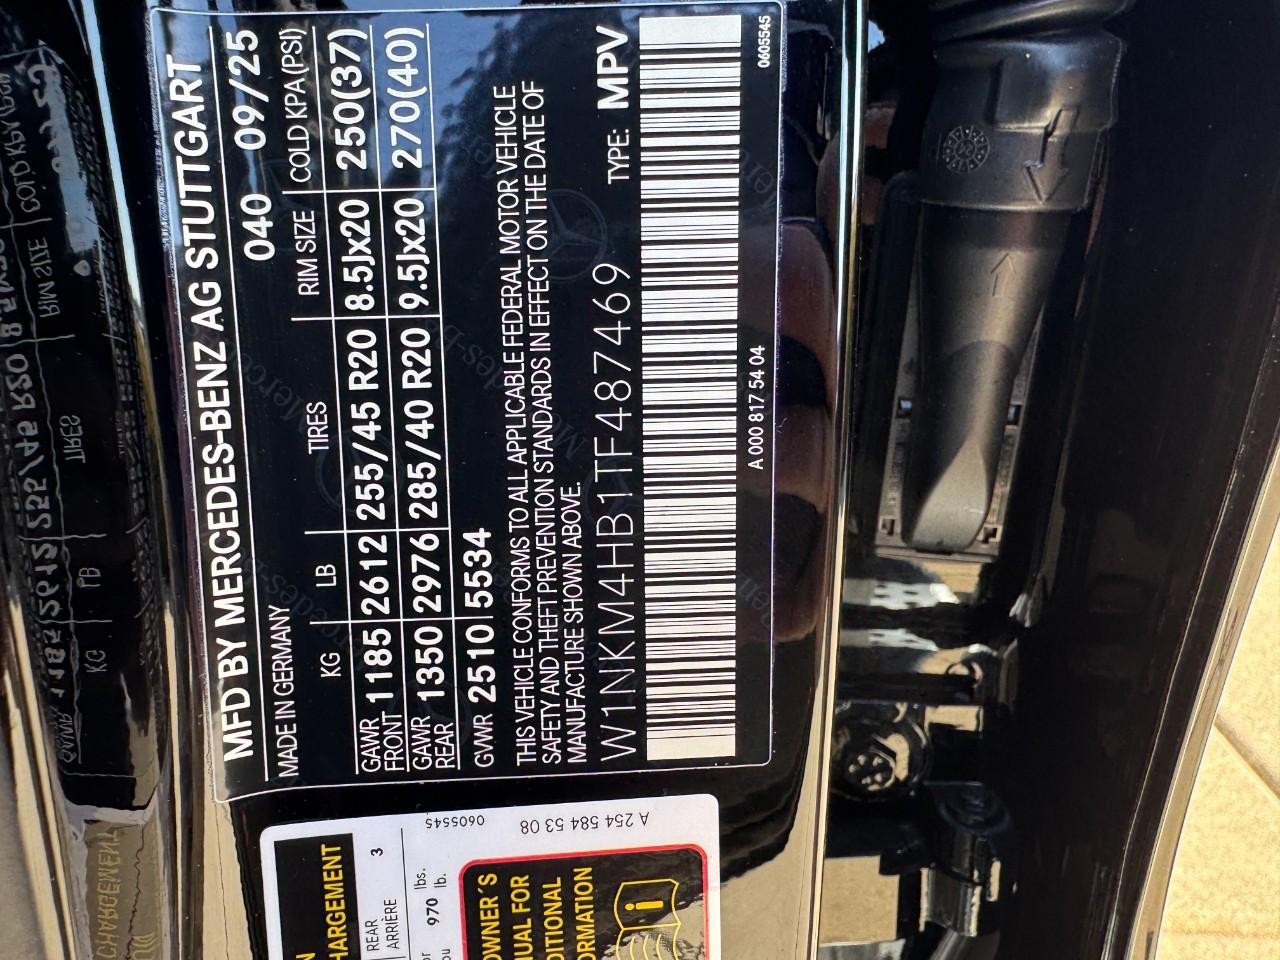 MFD BY MERCEDES-BENZ AG STUTTGART
MADE IN GERMANY 040 09/25
KG LB TIRES RIM SIZE COLD KPA (PSI)
GAWR FRONT 1185 2612 255/45 R20 8.5Jx20 250(37)
GAWR REAR 1350 2976 285/40 R20 9.5Jx20 270(40)
GVWR 2510 5534
THIS VEHICLE CONFORMS TO ALL APPLICABLE FEDERAL MOTOR VEHICLE
SAFETY AND THEFT PREVENTION STANDARDS IN EFFECT ON THE DATE OF
MANUFACTURE SHOWN ABOVE.
W1NKM4HB1TF487469 TYPE: MPV
A 000 817 54 04 0605545
HARGEMENT
REAR 3
ARRIÈRE
970 lbs.
lb.
0605545
A 254 584 53 08
OWNER'S
FOR